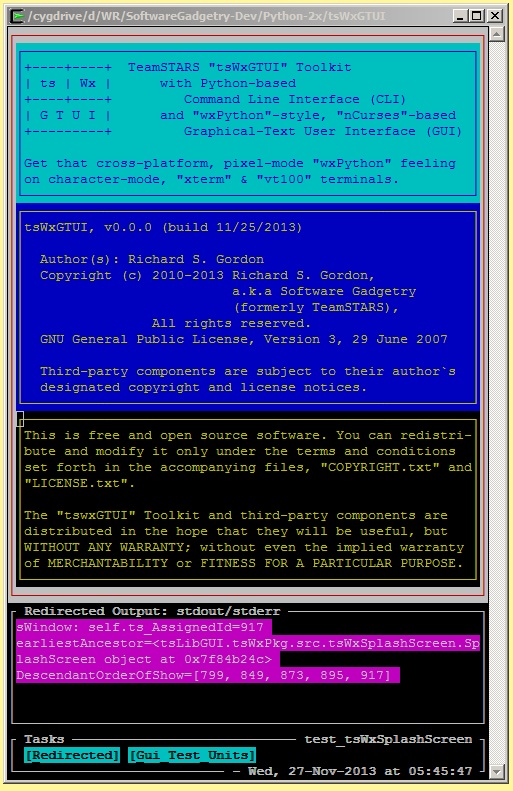 /cygdrive/d/WR/SoftwareGadgetry-Dev/Python-2x/tsWxGTUI
+----+----+  TeamSTARS "tsWxGTUI" Toolkit
| ts | Wx |      with Python-based
+----+----+         Command Line Interface (CLI)
| G T U I |      and "wxPython"-style, "nCurses"-based
+---------+         Graphical-Text User Interface (GUI)
Get that cross-platform, pixel-mode "wxPython" feeling
on character-mode, "xterm" & "vt100" terminals.
tsWxGTUI, v0.0.0 (build 11/25/2013)
Author(s): Richard S. Gordon
Copyright (c) 2010-2013 Richard S. Gordon,
a.k.a Software Gadgetry
(formerly TeamSTARS),
All rights reserved.
GNU General Public License, Version 3, 29 June 2007
Third-party components are subject to their author`s
designated copyright and license notices.
This is free and open source software. You can redistri-
bute and modify it only under the terms and conditions
set forth in the accompanying files, "COPYRIGHT.txt" and
"LICENSE.txt".
The "tswxGTUI" Toolkit and third-party components are
distributed in the hope that they will be useful, but
WITHOUT ANY WARRANTY; without even the implied warranty
of MERCHANTABILITY or FITNESS FOR A PARTICULAR PURPOSE.
Redirected Output: stdout/stderr
sWindow: self.ts_AssignedId=917
earliestAncestor=<tsLibGUI.tsWxPkg.src.tsWxSplashScreen.Sp
lashScreen object at 0x7f84b24c>
DescendantOrderOfShow=[799, 849, 873, 895, 917]
Tasks test_tsWxSplashScreen
[Redirected] [Gui_Test_Units]
- Wed, 27-Nov-2013 at 05:45:47